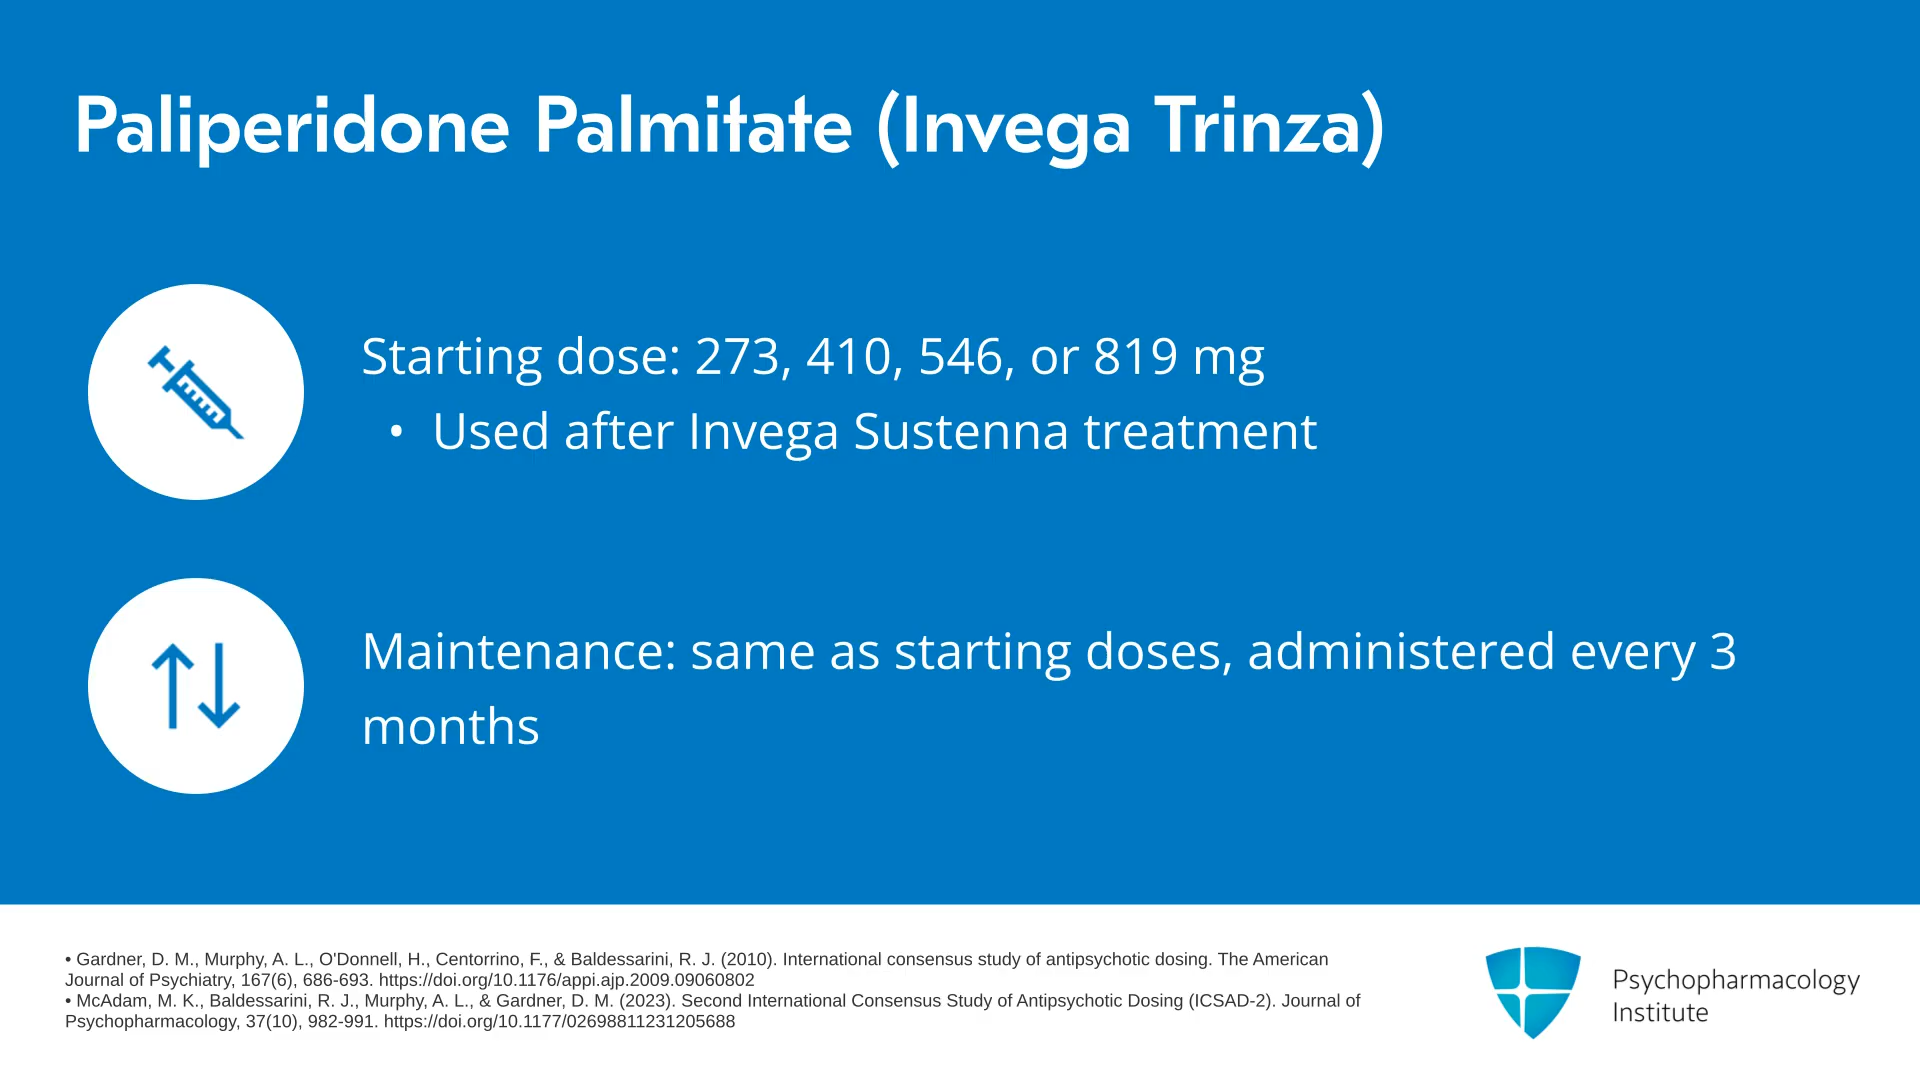 Paliperidone Palmitate (Invega Trinza)
Starting dose: 273, 410, 546, or 819 mg
• Used after Invega Sustenna treatment
Maintenance: same as starting doses, administered every 3
months
• Gardner, D. M., Murphy, A. L., O'Donnell, H., Centorrino, F., & Baldessarini, R. J. (2010). International consensus study of antipsychotic dosing. The American
Journal of Psychiatry, 167(6), 686-693. https://doi.org/10.1176/appi.ajp.2009.09060802
• McAdam, M. K., Baldessarini, R. J., Murphy, A. L., & Gardner, D. M. (2023). Second International Consensus Study of Antipsychotic Dosing (ICSAD-2). Journal of
Psychopharmacology, 37(10), 982-991. https://doi.org/10.1177/02698811231205688
Psychopharmacology
Institute